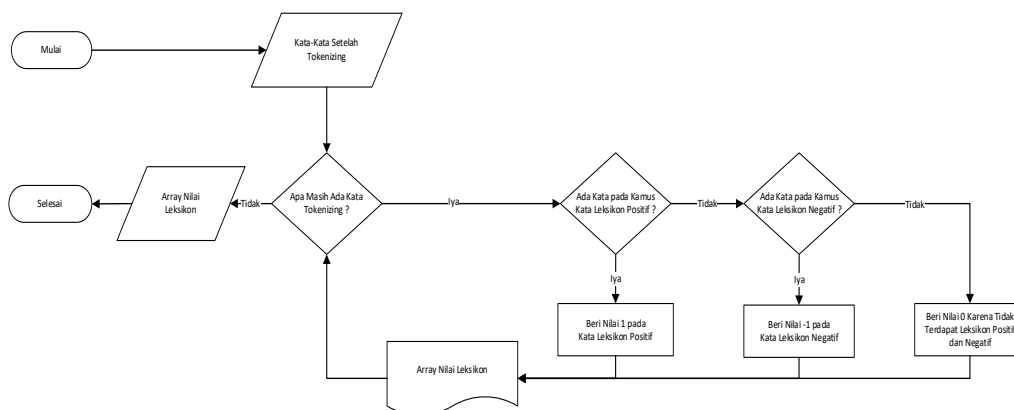 Mulai
Kata-Kata Setelah
Tokenizing
Selesai
Array Nilai
Leksikon
Tidak
Apa Masih Ada Kata
Tokenizing ?
Iya
Ada Kata pada Kamus
Kata Leksikon Positif ?
Tidak
Ada Kata pada Kamus
Kata Leksikon Negatif ?
Tidak
Iya
Iya
Beri Nilai 1 pada
Kata Leksikon Positif
Beri Nilai -1 pada
Kata Leksikon Negatif
Beri Nilai 0 Karena Tidak
Terdapat Leksikon Positif
dan Negatif
Array Nilai Leksikon